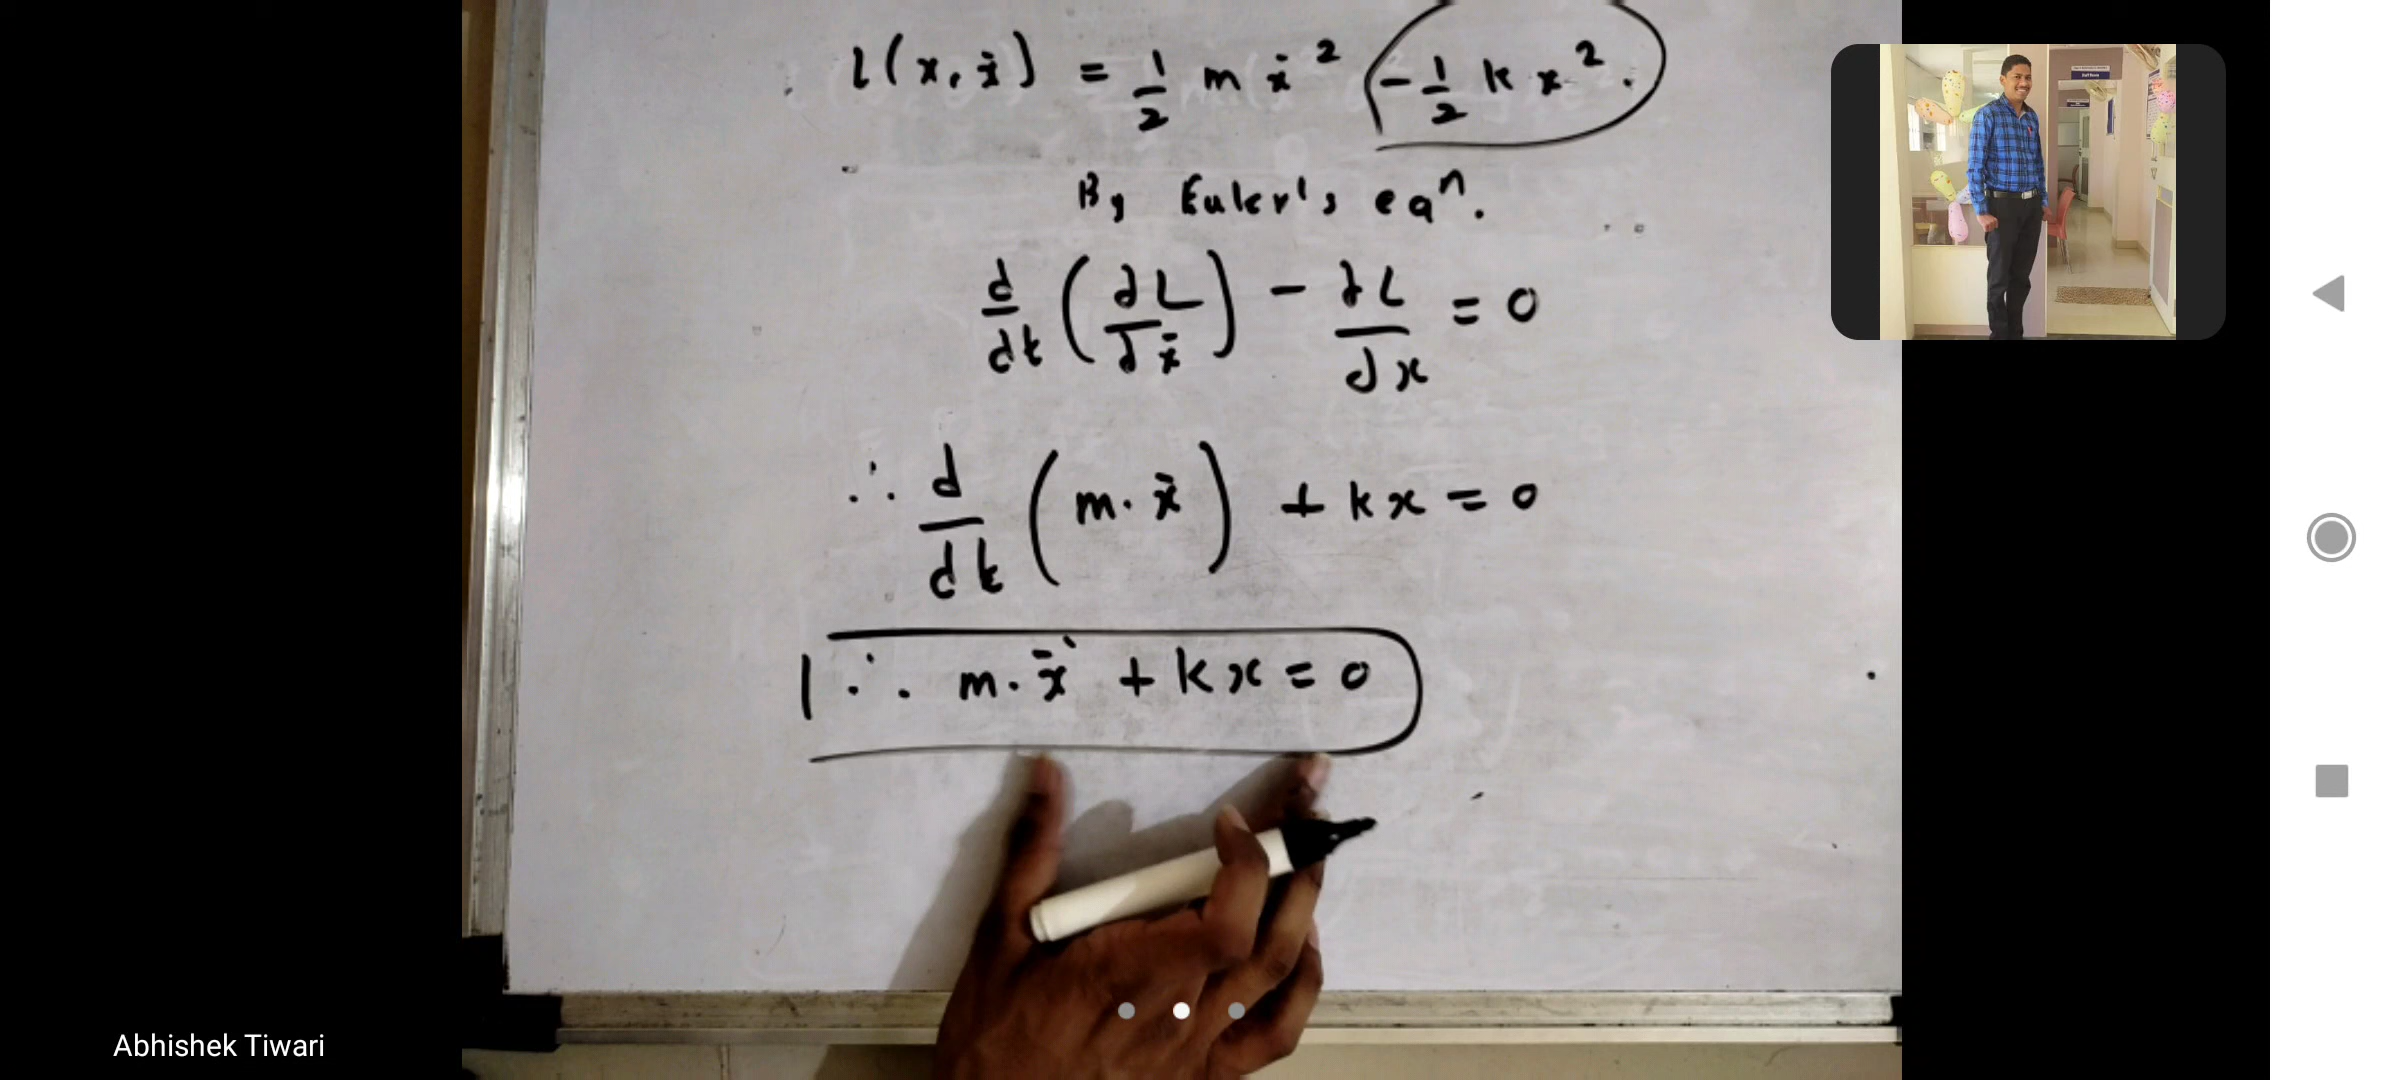 L(x, ẋ) = 1/2 m ẋ² - 1/2 k x².
By Euler's eqⁿ.
d/dt (∂L/∂ẋ) - ∂L/∂x = 0
∴ d/dt (m. ẋ) + kx = 0
∴ m. ẍ + kx = 0
Abhishek Tiwari